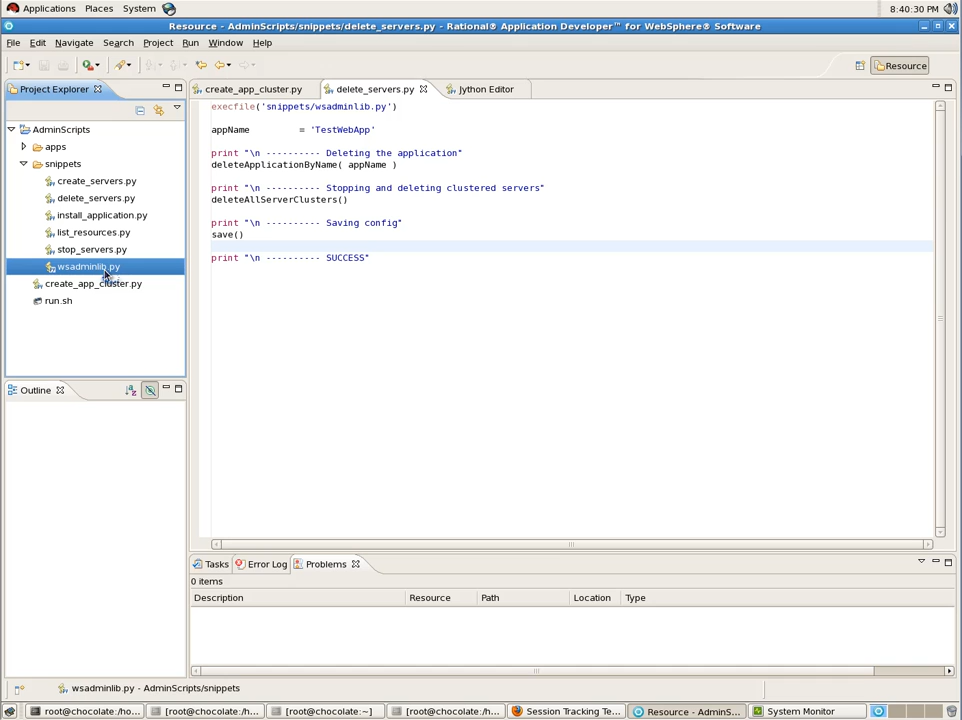 Applications Places System 8:40:30 PM
Resource - AdminScripts/snippets/delete_servers.py - Rational® Application Developer™ for WebSphere® Software
File Edit Navigate Search Project Run Window Help
Resource
Project Explorer
create_app_cluster.py delete_servers.py Jython Editor
AdminScripts
apps
snippets
create_servers.py
delete_servers.py
install_application.py
list_resources.py
stop_servers.py
wsadminlib.py
create_app_cluster.py
run.sh
execfile('snippets/wsadminlib.py')
appName = 'TestWebApp'
print "\n ---------- Deleting the application"
deleteApplicationByName( appName )
print "\n ---------- Stopping and deleting clustered servers"
deleteAllServerClusters()
print "\n ---------- Saving config"
save()
print "\n ---------- SUCCESS"
Outline
Tasks Error Log Problems
0 items
Description Resource Path Location Type
wsadminlib.py - AdminScripts/snippets
root@chocolate:/ho... [root@chocolate:/h... [root@chocolate:~] [root@chocolate:/h... Session Tracking Te... Resource - AdminS... System Monitor